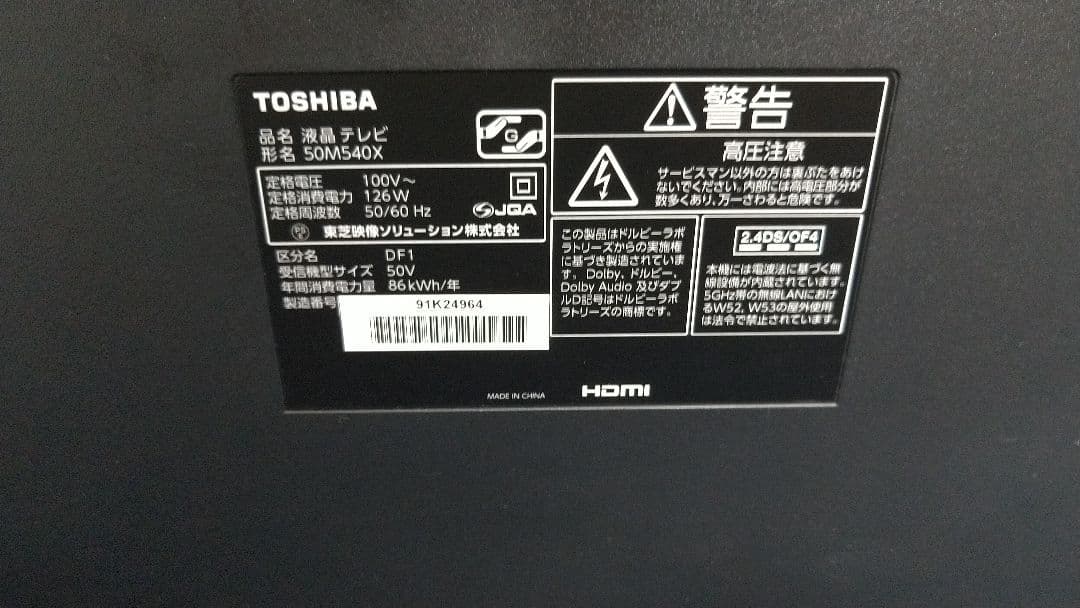 TOSHIBA
品名 液晶テレビ
形名 50M540X
G
定格電圧 100V～
定格消費電力 126W
定格周波数 50/60 Hz
JQA
PS
E
東芝映像ソリューション株式会社
区分名 DF1
受信機型サイズ 50V
年間消費電力量 86kWh/年
製造番号
91K24964
MADE IN CHINA
HDMI
警告
高圧注意
サービスマン以外の方は裏ぶたをあけ
ないでください。内部には高電圧部分が
数多くあり、万一さわると危険です。
この製品はドルビーラボ
ラトリーズからの実施権
に基づき製造されていま
す。Dolby、ドルビー、
Dolby Audio 及びダブ
ルD記号はドルビーラボ
ラトリーズの商標です。
2.4DS/OF4
本機には電波法に基づく無
線設備が内蔵されています。
5GHz帯の無線LANにおけ
るW52, W53の屋外使用
は法令で禁止されています。